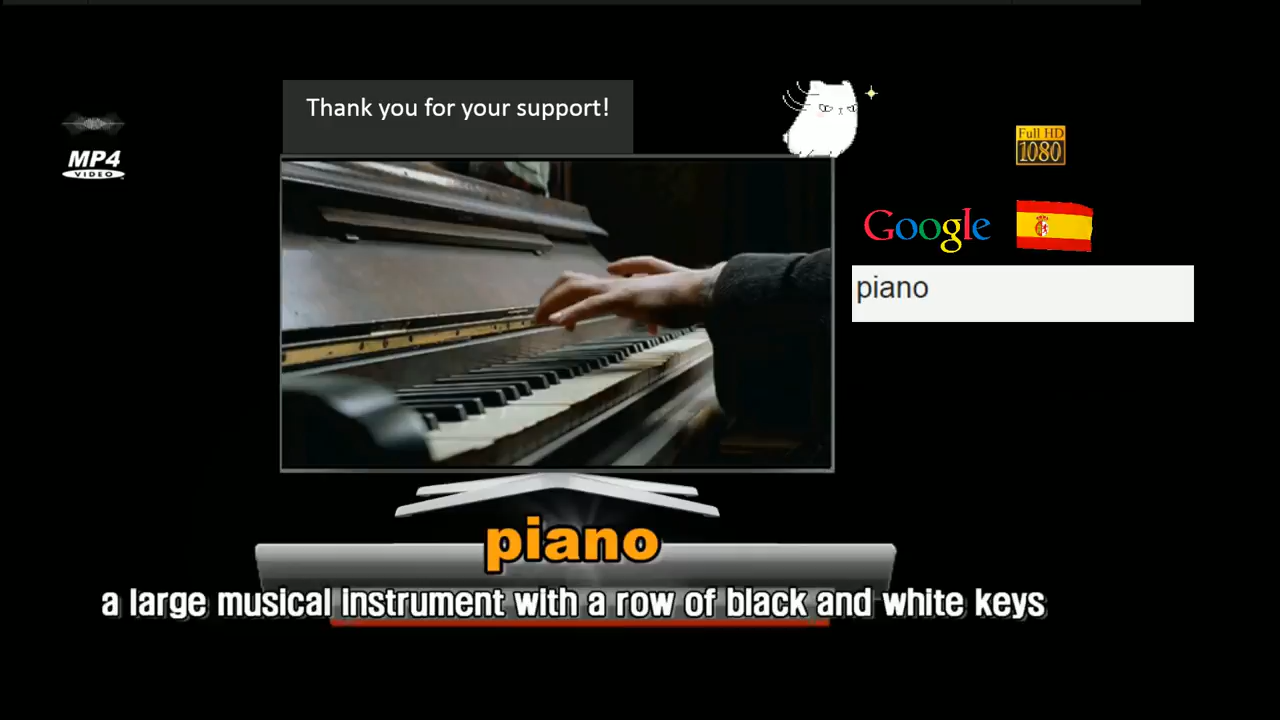 Thank you for your support!
MP4
VIDEO
Full HD
1080
Google
piano
piano
a large musical instrument with a row of black and white keys